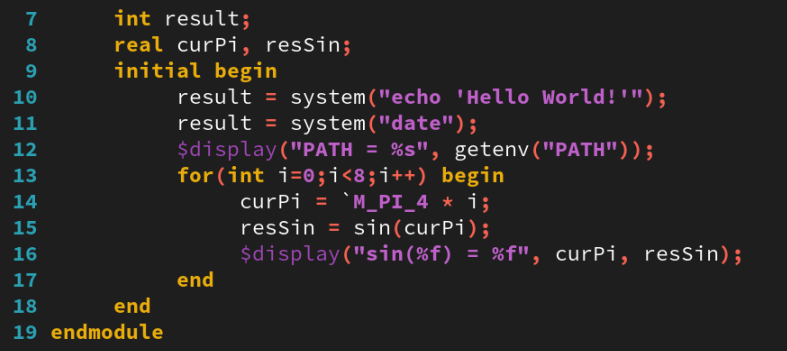 7 int result;
8 real curPi, resSin;
9 initial begin
10 result = system("echo 'Hello World!'");
11 result = system("date");
12 $display("PATH = %s", getenv("PATH"));
13 for(int i=0;i<8;i++) begin
14 curPi = `M_PI_4 * i;
15 resSin = sin(curPi);
16 $display("sin(%f) = %f", curPi, resSin);
17 end
18 end
19 endmodule